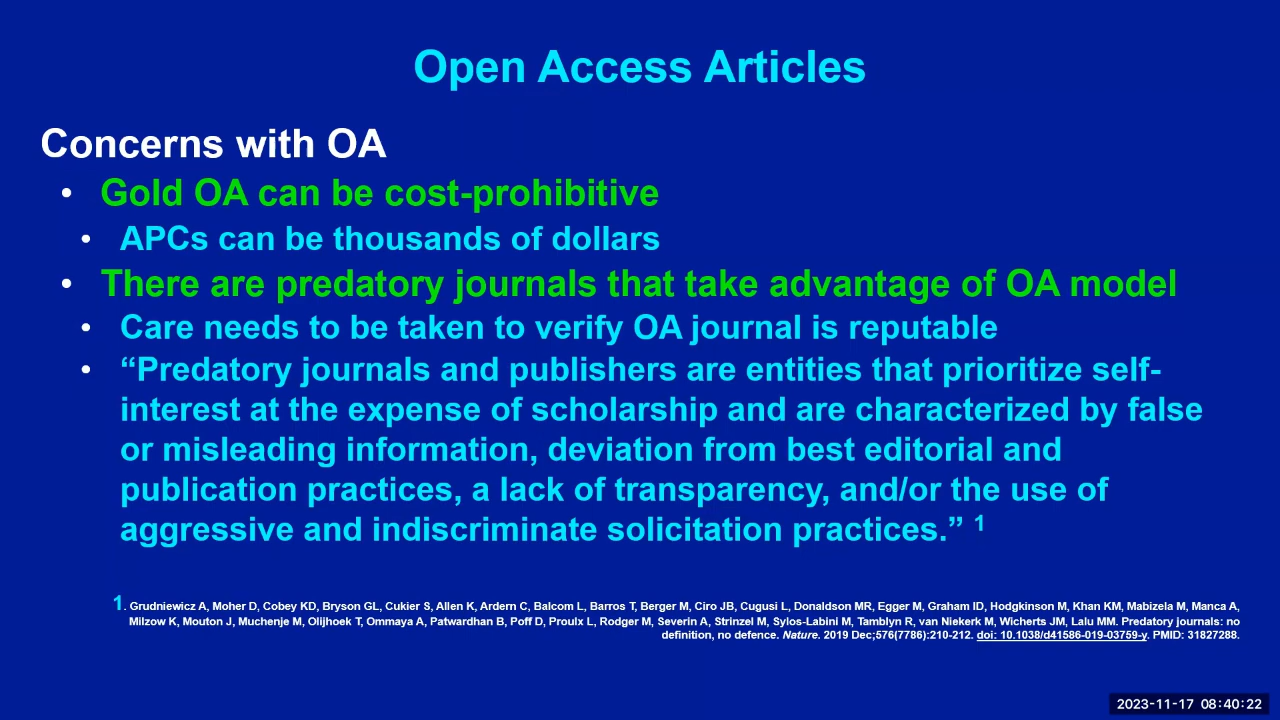 Open Access Articles
Concerns with OA
• Gold OA can be cost-prohibitive
• APCs can be thousands of dollars
• There are predatory journals that take advantage of OA model
• Care needs to be taken to verify OA journal is reputable
• “Predatory journals and publishers are entities that prioritize self-
interest at the expense of scholarship and are characterized by false
or misleading information, deviation from best editorial and
publication practices, a lack of transparency, and/or the use of
aggressive and indiscriminate solicitation practices.” 1
1. Grudniewicz A, Moher D, Cobey KD, Bryson GL, Cukier S, Allen K, Ardern C, Balcom L, Barros T, Berger M, Ciro JB, Cugusi L, Donaldson MR, Egger M, Graham ID, Hodgkinson M, Khan KM, Mabizela M, Manca A,
Milzow K, Mouton J, Muchenje M, Olijhoek T, Ommaya A, Patwardhan B, Poff D, Proulx L, Rodger M, Severin A, Strinzel M, Sylos-Labini M, Tamblyn R, van Niekerk M, Wicherts JM, Lalu MM. Predatory journals: no
definition, no defence. Nature. 2019 Dec;576(7786):210-212. doi: 10.1038/d41586-019-03759-y. PMID: 31827288.
2023-11-17 08:40:22